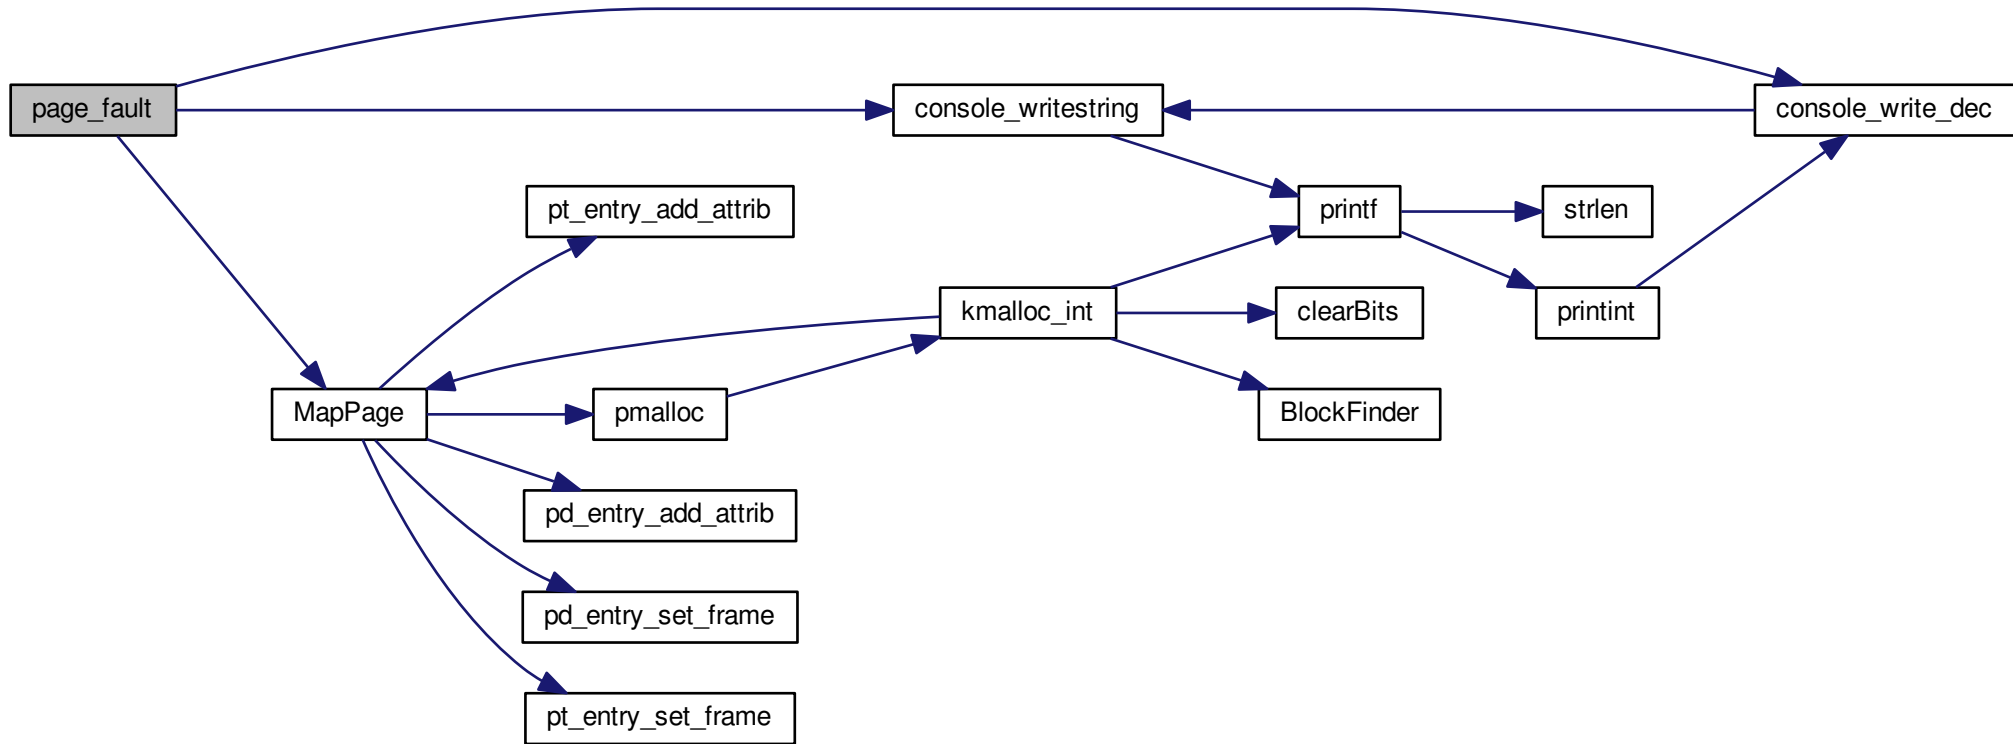 page_fault
console_writestring
console_write_dec
pt_entry_add_attrib
printf
strlen
kmalloc_int
clearBits
printint
MapPage
pmalloc
BlockFinder
pd_entry_add_attrib
pd_entry_set_frame
pt_entry_set_frame